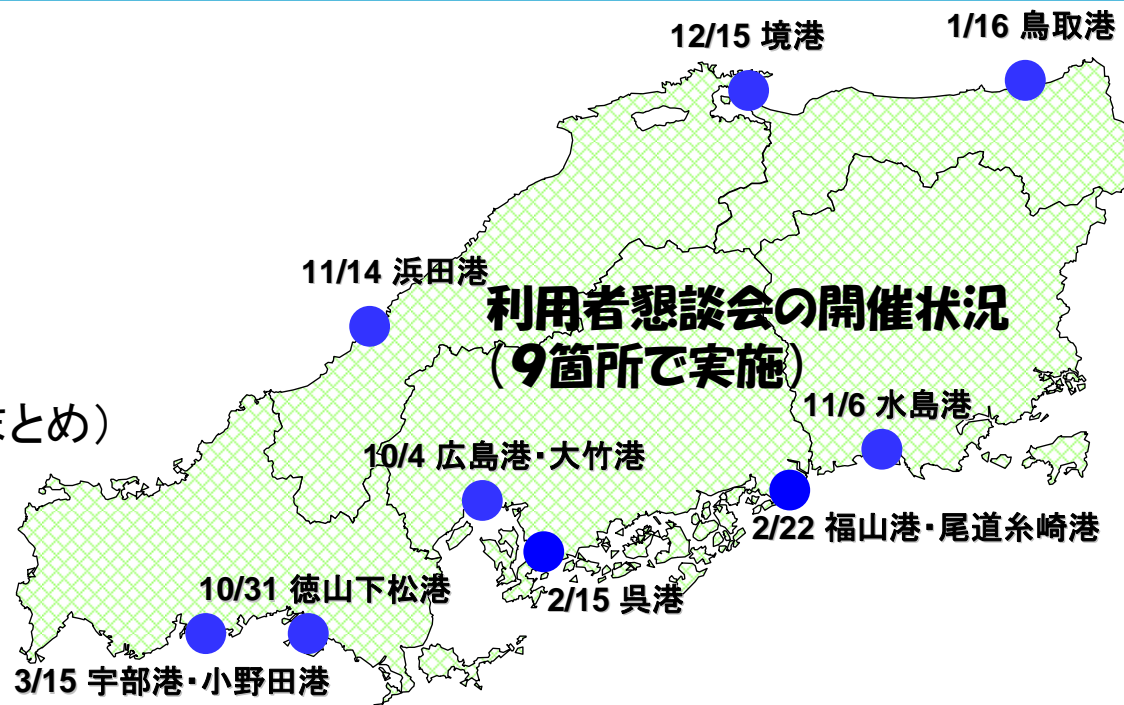 1/16 鳥取港
12/15 境港
11/14 浜田港
利用者懇談会の開催状況
（9箇所で実施）
11/6 水島港
とめ）
10/4 広島港・大竹港
2/22 福山港・尾道糸崎港
10/31 徳山下松港
2/15 呉港
3/15 宇部港・小野田港